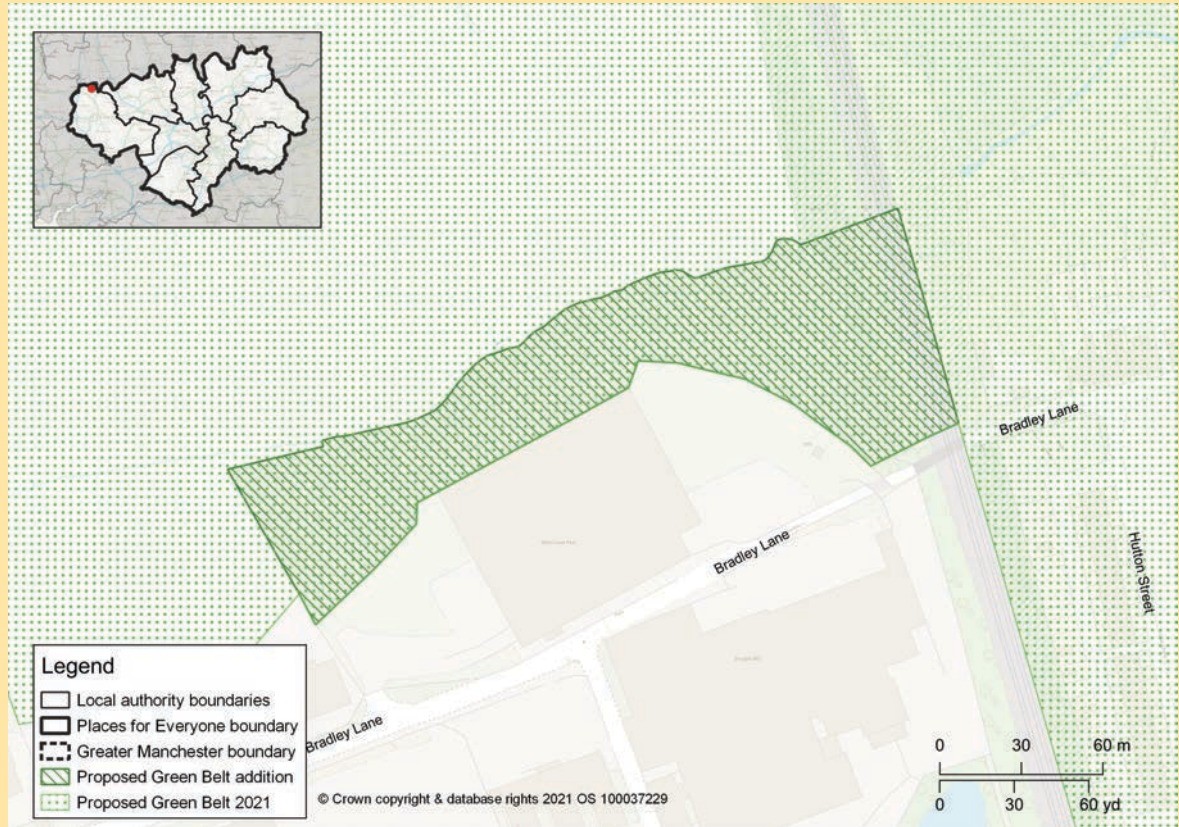 Bradley Lane
Hutton Street
Bradley Lane
Bradley Lane
Legend
Local authority boundaries
Places for Everyone boundary
Greater Manchester boundary
Proposed Green Belt addition
Proposed Green Belt 2021
© Crown copyright & database rights 2021 OS 100037229
0 30 60 m
0 30 60 yd